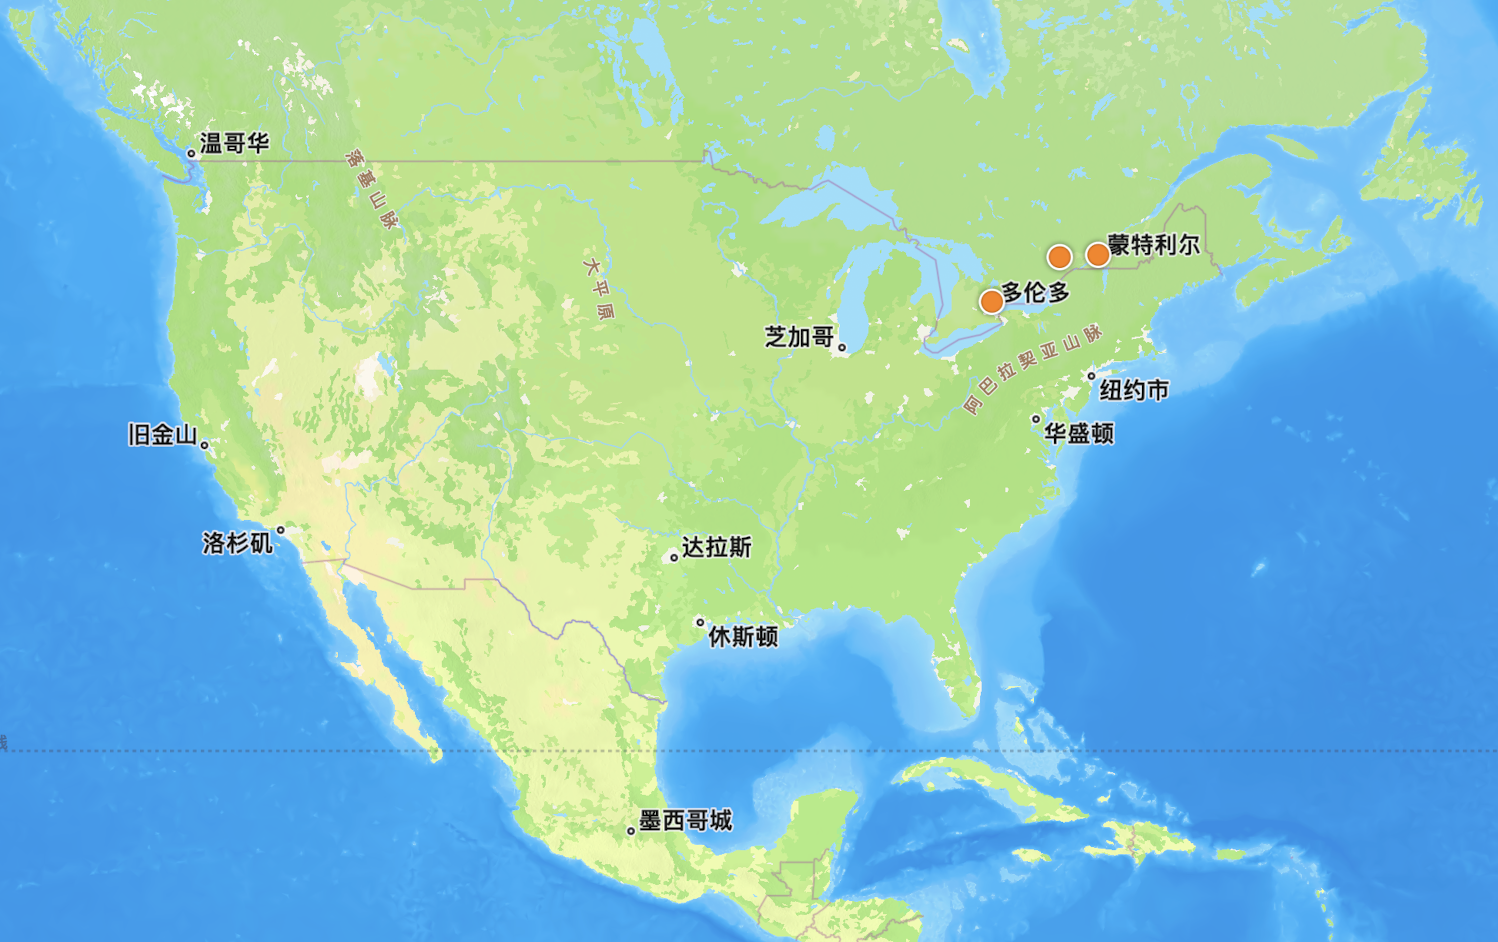 温哥华
落基山脉
蒙特利尔
大平原
多伦多
芝加哥
阿巴拉契亚山脉
纽约市
旧金山
华盛顿
洛杉矶
达拉斯
休斯顿
线
墨西哥城